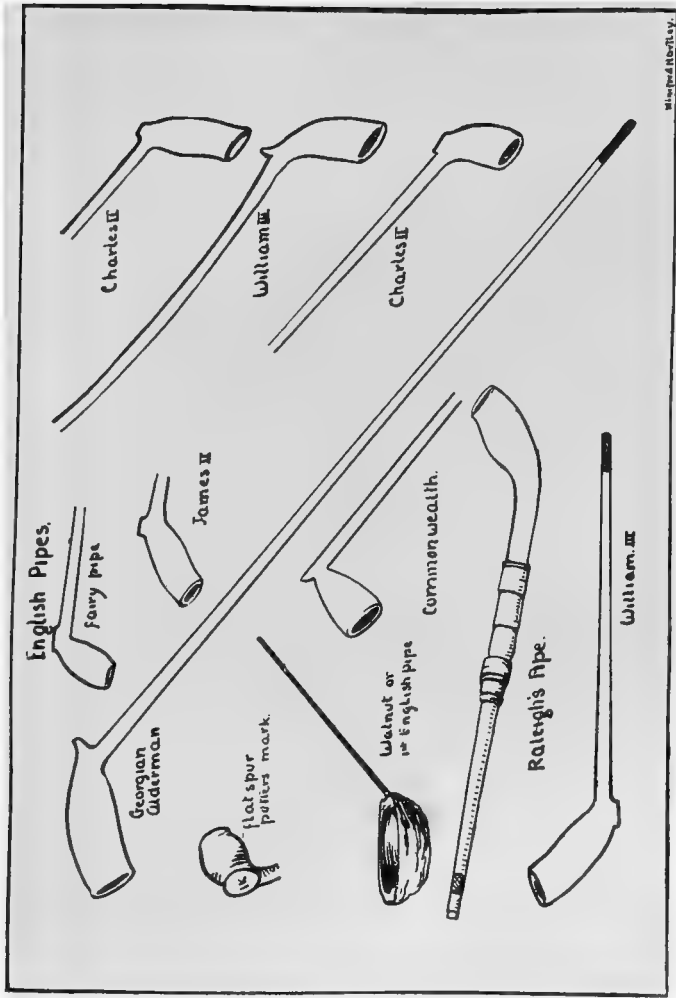 English Pipes.
Fairy pipe
James II
Charles II
William III
Charles II
Georgian
Alderman
flat spur
potters mark.
IK
Walnut or
1st English pipe
Commonwealth.
Raleigh's Pipe.
William. III
Winifred Hartley.